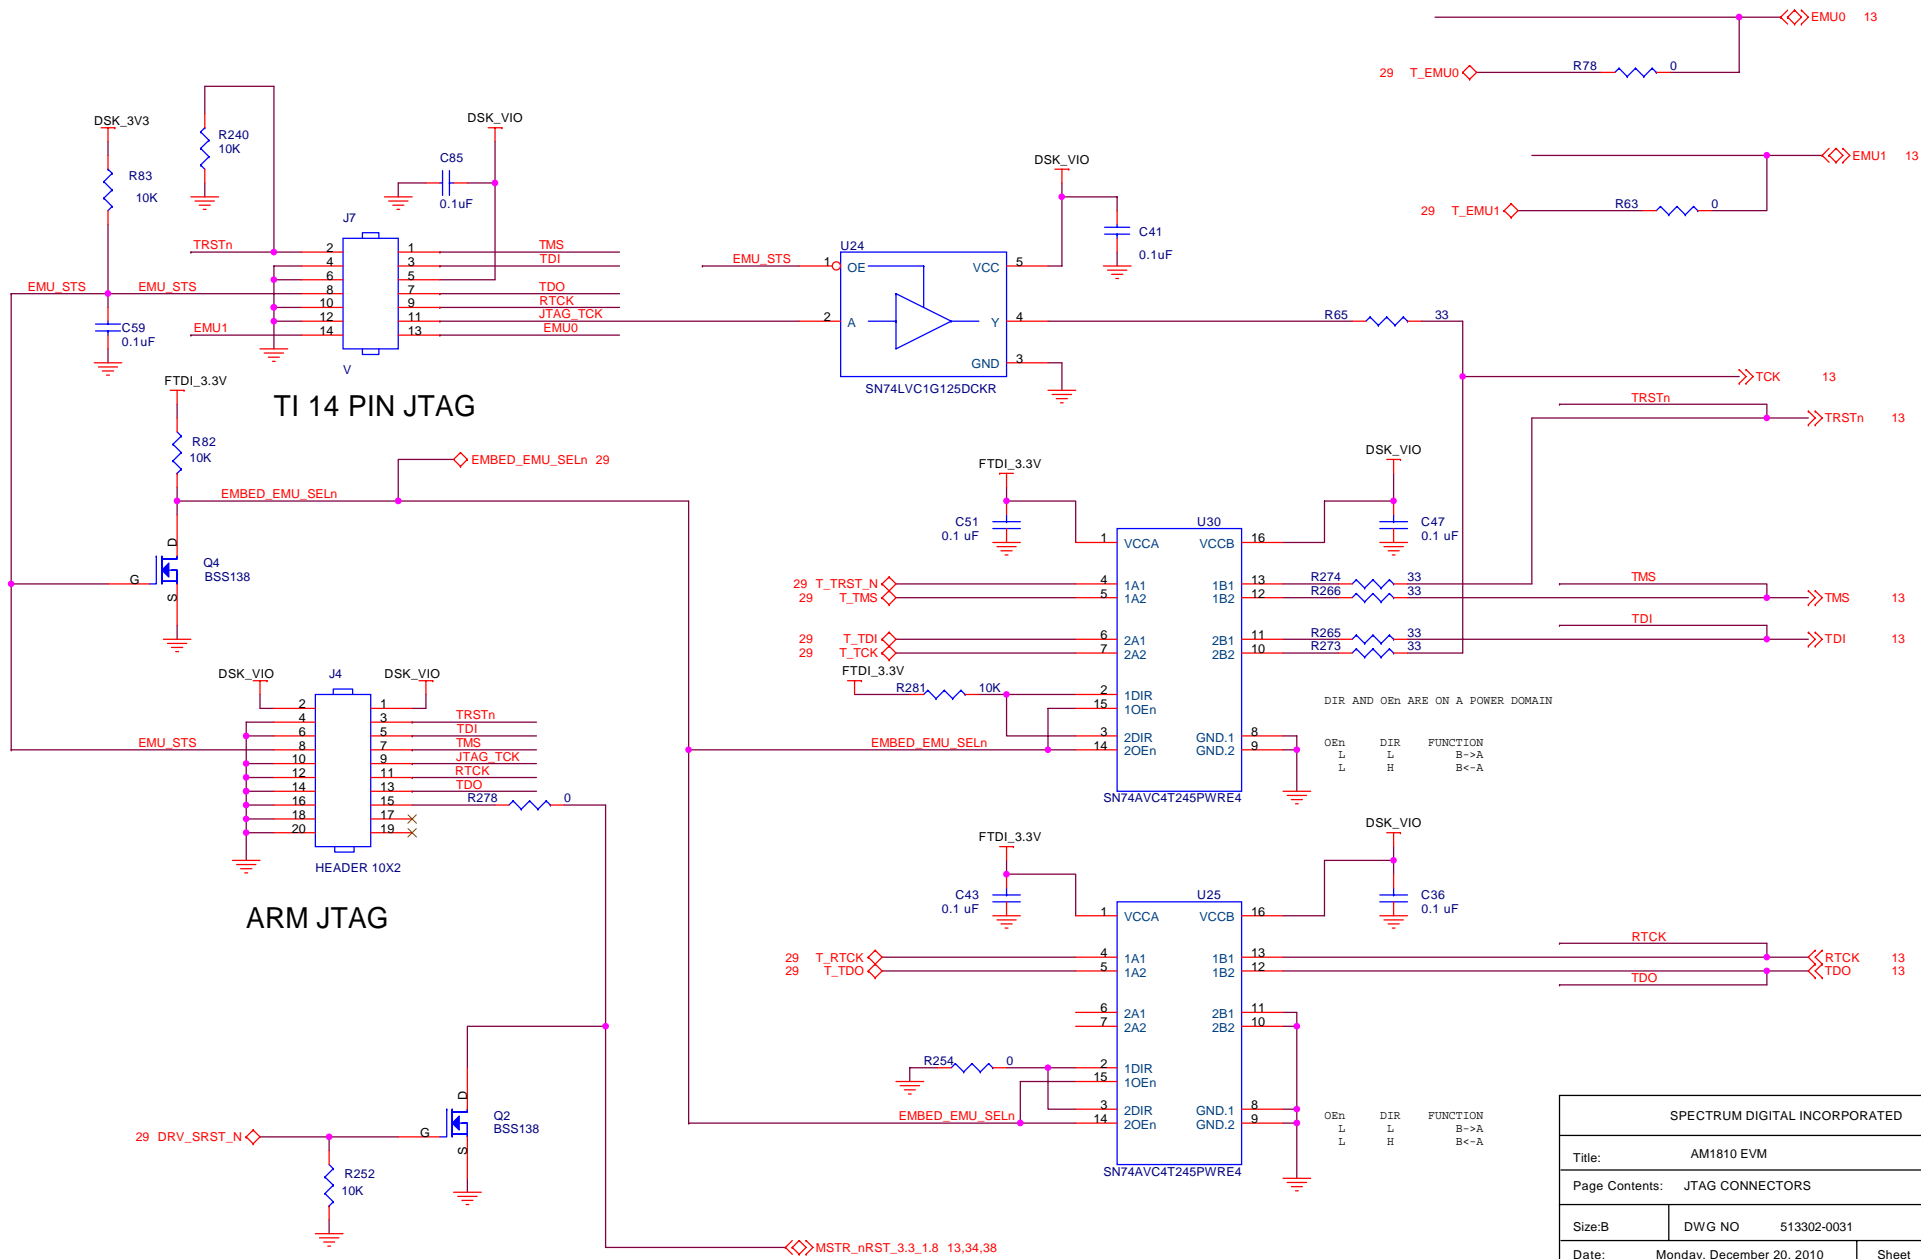 EMU0 13
29 T_EMU0 R78 0
EMU1 13
29 T_EMU1 R63 0
DSK_3V3
R83
10K
R240
10K
DSK_VIO
C85
0.1uF
J7
TRSTn 2 1 TMS
4 3 TDI
6 5
EMU_STS EMU_STS 8 7 TDO
10 9 RTCK
12 11 JTAG_TCK
EMU1 14 13 EMU0
C59
0.1uF
V
TI 14 PIN JTAG
DSK_VIO
C41
0.1uF
U24
EMU_STS 1 OE VCC 5
2 A Y 4
GND 3
SN74LVC1G125DCKR
R65 33
TCK 13
TRSTn
TRSTn 13
FTDI_3.3V
R82
10K
EMBED_EMU_SELn 29
EMBED_EMU_SELn
D
G
S
Q4
BSS138
FTDI_3.3V
C51
0.1 uF
DSK_VIO
C47
0.1 uF
U30
1 VCCA VCCB 16
29 T_TRST_N 4 1A1 1B1 13 R274 33
29 T_TMS 5 1A2 1B2 12 R266 33
TMS
TMS 13
29 T_TDI 6 2A1 2B1 11 R265 33
29 T_TCK 7 2A2 2B2 10 R273 33
TDI
TDI 13
FTDI_3.3V
R281 10K
2 1DIR
15 1OEn
3 2DIR GND.1 8
EMBED_EMU_SELn 14 2OEn GND.2 9
SN74AVC4T245PWRE4
DIR AND OEn ARE ON A POWER DOMAIN
OEn DIR FUNCTION
L L B->A
L H B<-A
DSK_VIO J4 DSK_VIO
2 1
4 3 TRSTn
6 5 TDI
EMU_STS 8 7 TMS
10 9 JTAG_TCK
12 11 RTCK
14 13 TDO
16 15 R278 0
18 17
20 19
HEADER 10X2
ARM JTAG
FTDI_3.3V
C43
0.1 uF
DSK_VIO
C36
0.1 uF
U25
1 VCCA VCCB 16
29 T_RTCK 4 1A1 1B1 13
29 T_TDO 5 1A2 1B2 12
RTCK
RTCK 13
TDO 13
TDO
6 2A1 2B1 11
7 2A2 2B2 10
R254 0
2 1DIR
15 1OEn
3 2DIR GND.1 8
EMBED_EMU_SELn 14 2OEn GND.2 9
SN74AVC4T245PWRE4
OEn DIR FUNCTION
L L B->A
L H B<-A
29 DRV_SRST_N
D
G
S
Q2
BSS138
R252
10K
MSTR_nRST_3.3_1.8 13,34,38
SPECTRUM DIGITAL INCORPORATED
Title: AM1810 EVM
Page Contents: JTAG CONNECTORS
Size:B DWG NO 513302-0031
Date: Monday, December 20, 2010 Sheet